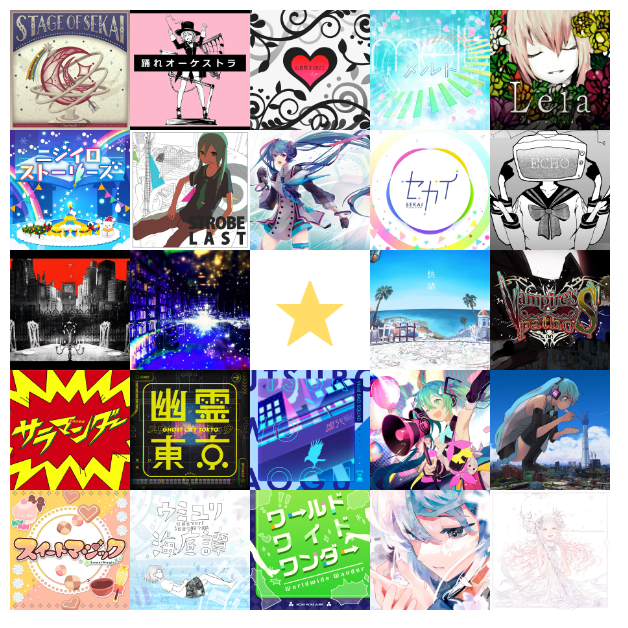 STAGE OF SEKAI
踊れオーケストラ
メルト
Leia
ニジイロ
ストーリーズ
STROBE
LAST
セカイ
SEKAI
ECHO
快晴
Vampire's
pathoS
サラマンダー
幽霊
GHOST CITY TOKYO
東京
スイートマジック
ウミユリ
海底譚
ワールド
ワイド
ワンダー
Worldwide Wonder